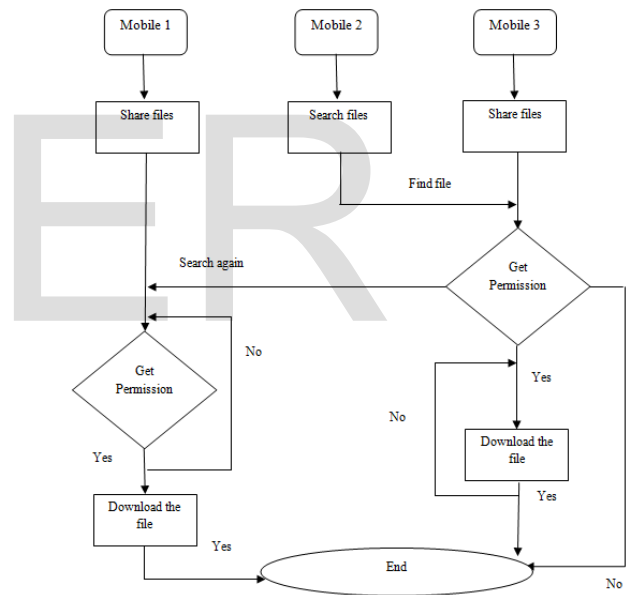 Mobile 1
Mobile 2
Mobile 3
Share files
Search files
Share files
Find file
ER
Search again
Get
Permission
No
Get
Permission
Yes
No
Yes
Download the
file
Yes
Download the
file
Yes
End
No